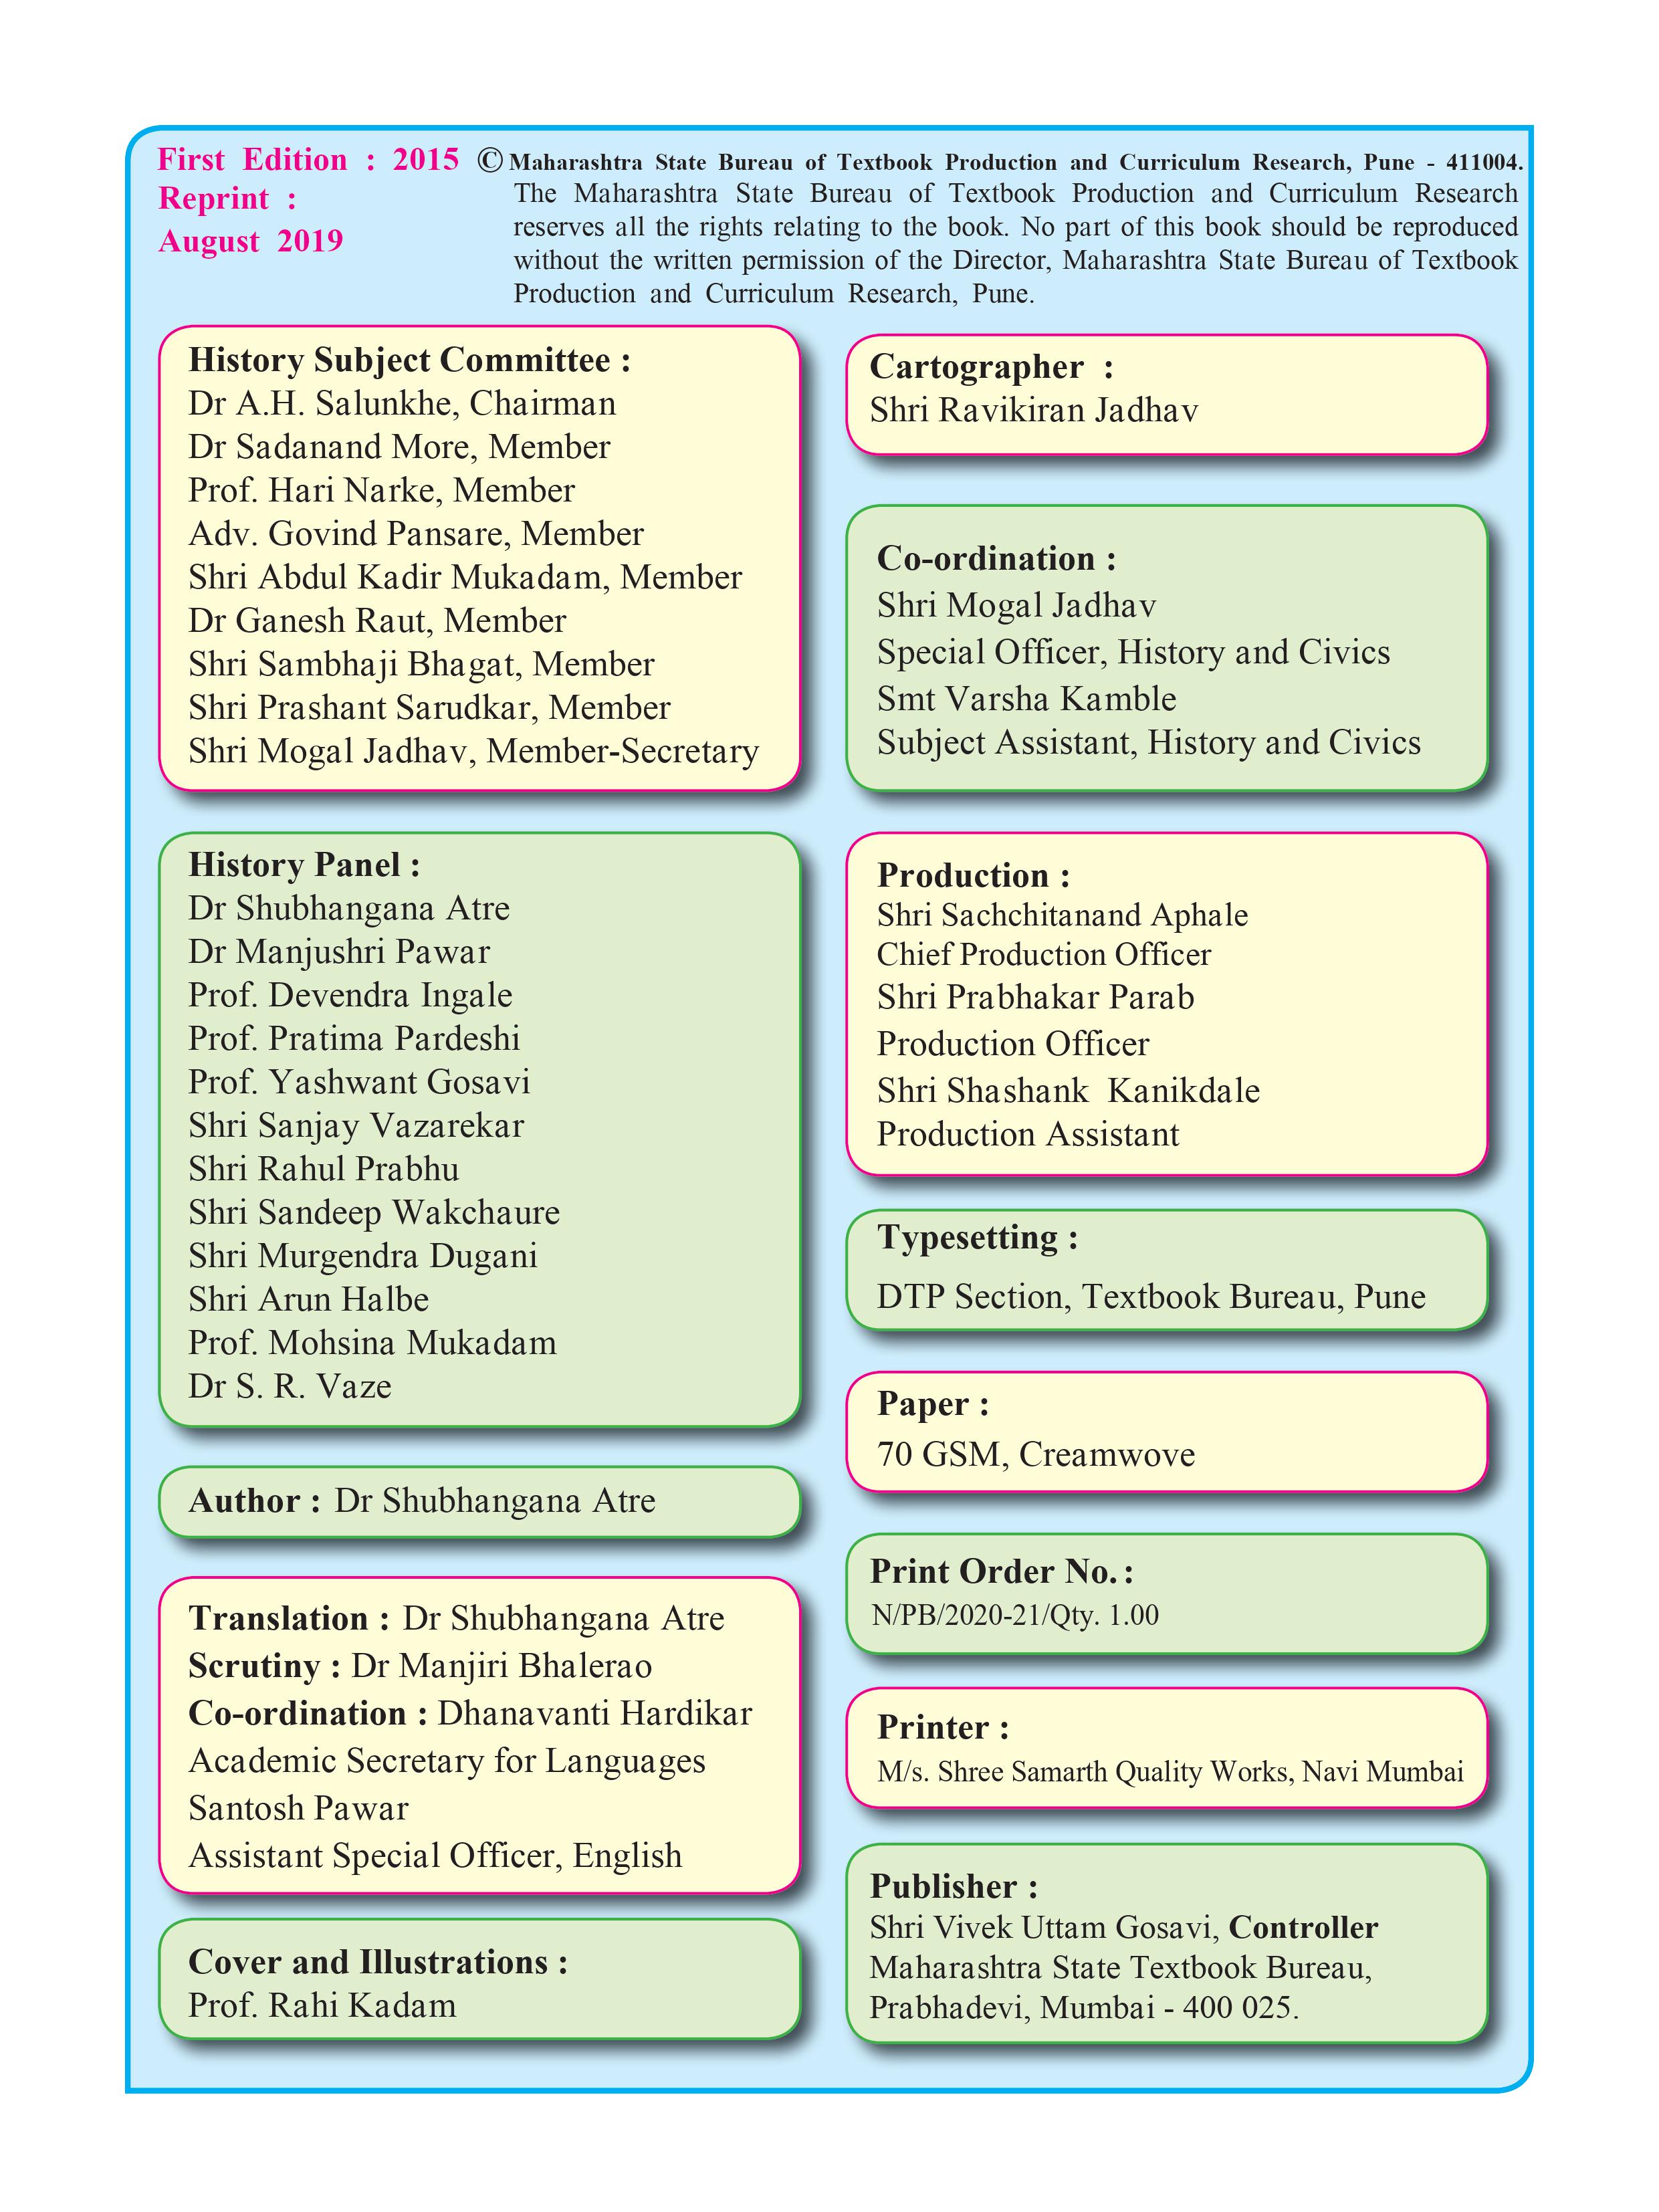 First Edition : 2015
Reprint :
August 2019
© Maharashtra State Bureau of Textbook Production and Curriculum Research, Pune - 411004.
The Maharashtra State Bureau of Textbook Production and Curriculum Research
reserves all the rights relating to the book. No part of this book should be reproduced
without the written permission of the Director, Maharashtra State Bureau of Textbook
Production and Curriculum Research, Pune.
History Subject Committee :
Dr A.H. Salunkhe, Chairman
Dr Sadanand More, Member
Prof. Hari Narke, Member
Adv. Govind Pansare, Member
Shri Abdul Kadir Mukadam, Member
Dr Ganesh Raut, Member
Shri Sambhaji Bhagat, Member
Shri Prashant Sarudkar, Member
Shri Mogal Jadhav, Member-Secretary
History Panel :
Dr Shubhangana Atre
Dr Manjushri Pawar
Prof. Devendra Ingale
Prof. Pratima Pardeshi
Prof. Yashwant Gosavi
Shri Sanjay Vazarekar
Shri Rahul Prabhu
Shri Sandeep Wakchaure
Shri Murgendra Dugani
Shri Arun Halbe
Prof. Mohsina Mukadam
Dr S. R. Vaze
Author : Dr Shubhangana Atre
Translation : Dr Shubhangana Atre
Scrutiny : Dr Manjiri Bhalerao
Co-ordination : Dhanavanti Hardikar
Academic Secretary for Languages
Santosh Pawar
Assistant Special Officer, English
Cover and Illustrations :
Prof. Rahi Kadam
Cartographer :
Shri Ravikiran Jadhav
Co-ordination :
Shri Mogal Jadhav
Special Officer, History and Civics
Smt Varsha Kamble
Subject Assistant, History and Civics
Production :
Shri Sachchitanand Aphale
Chief Production Officer
Shri Prabhakar Parab
Production Officer
Shri Shashank Kanikdale
Production Assistant
Typesetting :
DTP Section, Textbook Bureau, Pune
Paper :
70 GSM, Creamwove
Print Order No. :
N/PB/2020-21/Qty. 1.00
Printer :
M/s. Shree Samarth Quality Works, Navi Mumbai
Publisher :
Shri Vivek Uttam Gosavi, Controller
Maharashtra State Textbook Bureau,
Prabhadevi, Mumbai - 400 025.